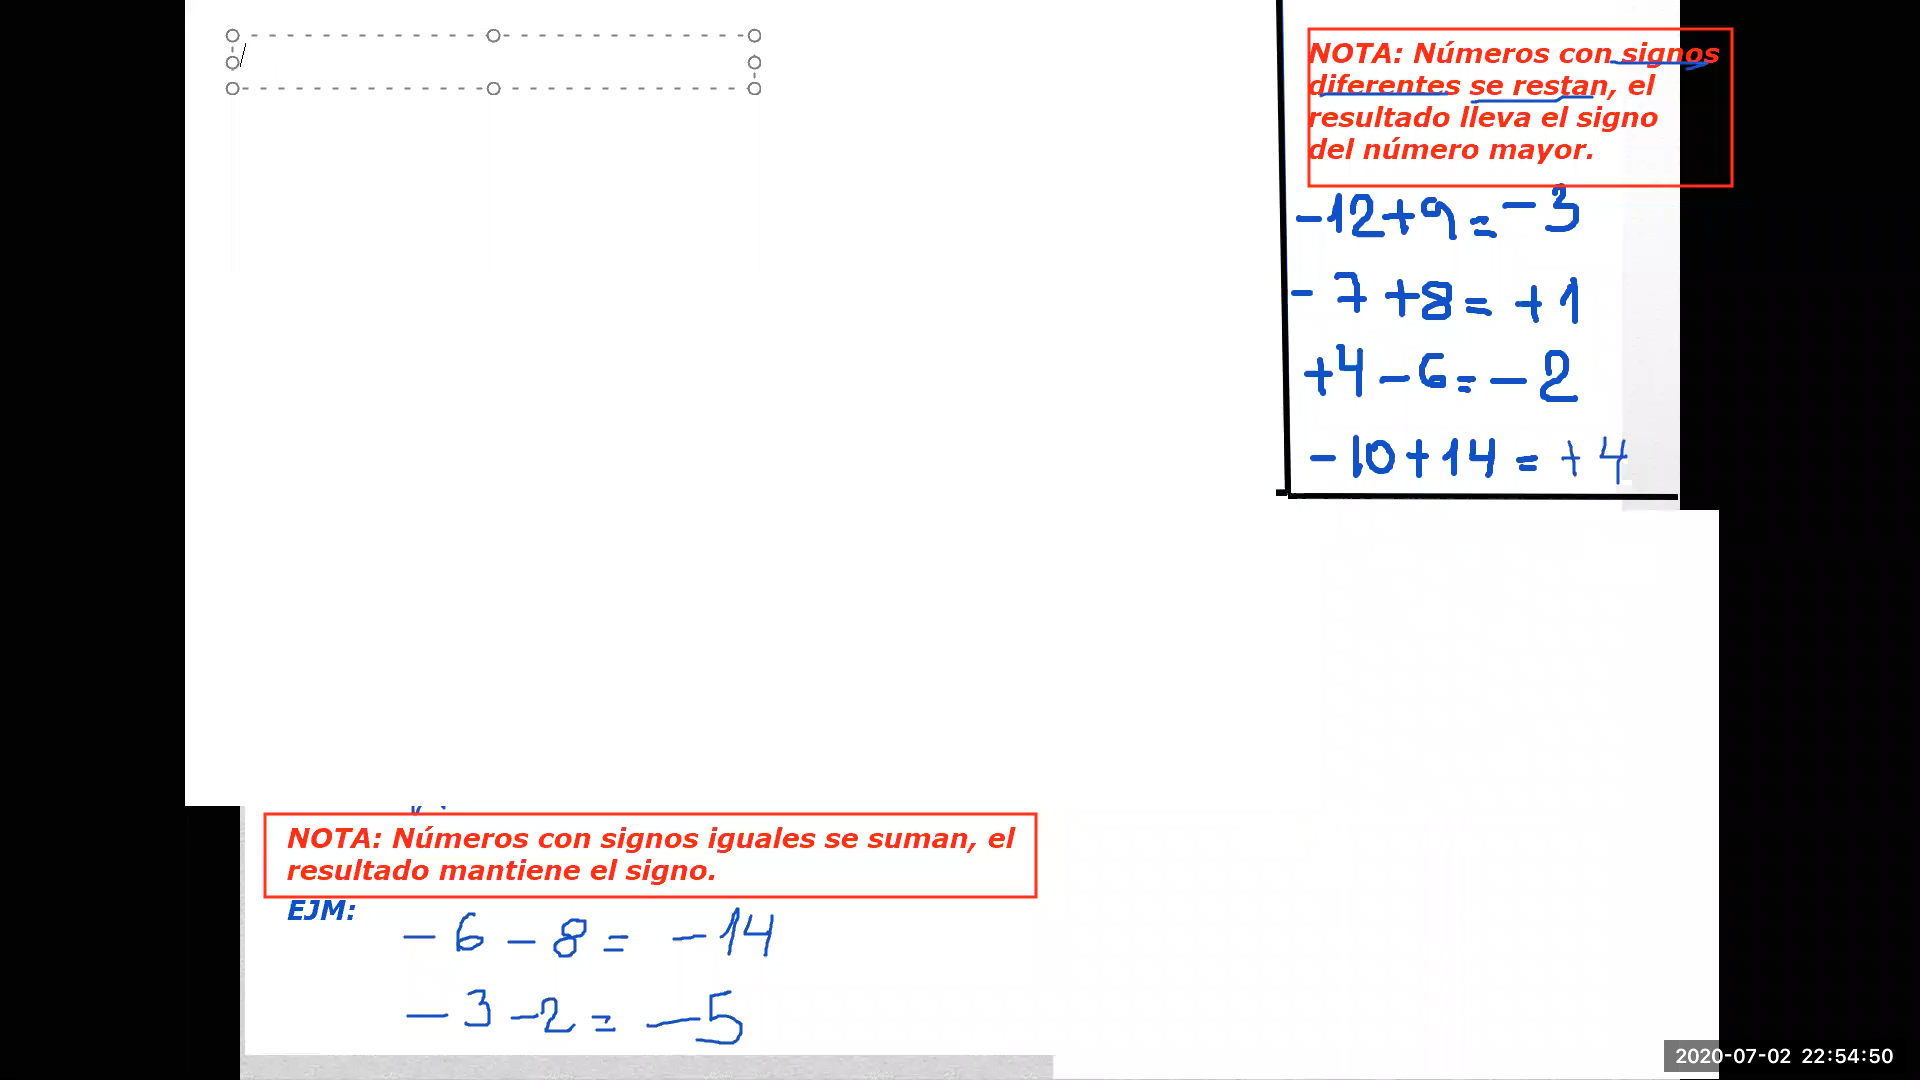 NOTA: Números con signos
diferentes se restan, el
resultado lleva el signo
del número mayor.
-12+9=-3
-7+8=+1
+4-6=-2
-10+14=+4
NOTA: Números con signos iguales se suman, el
resultado mantiene el signo.
EJM:
-6-8= -14
-3-2= -5
2020-07-02 22:54:50